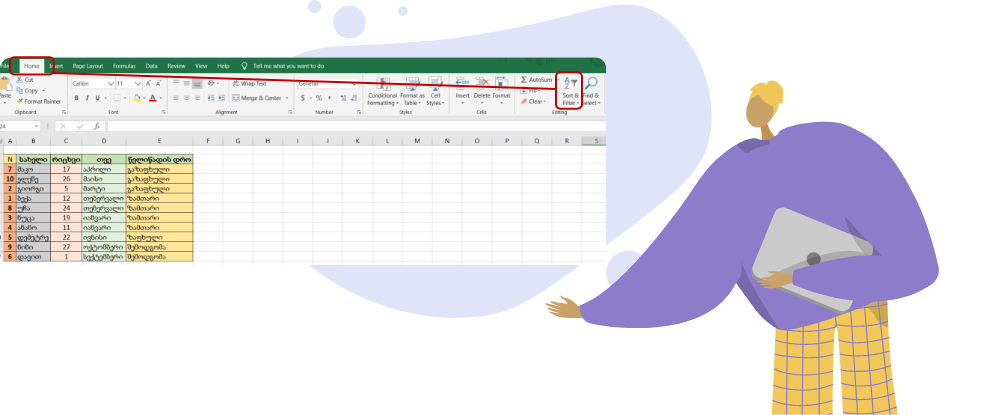 File Home Insert Page Layout Formulas Data Review View Help Tell me what you want to do
Cut
Copy
Paste
Format Painter
Clipboard
Calibri 11 A A
B I U A
Font
Wrap Text
Merge & Center
Alignment
General
$ % ,
Number
Conditional Formatting
Format as Table
Cell Styles
Styles
Insert Delete Format
Cells
AutoSum
Fill
Clear
Sort & Filter
Find & Select
Editing
24 fx
A B C D E F G H I J K L M N O P Q R S
N სახელი რიცხვი თვე წელიწადის დრო
7 მაკო 17 აპრილი გაზაფხული
10 ელენე 26 მაისი გაზაფხული
2 გიორგი 5 მარტი გაზაფხული
1 ბექა 12 თებერვალი ზამთარი
8 უჩა 24 თებერვალი ზამთარი
3 ნუცა 19 იანვარი ზამთარი
4 ანანო 11 იანვარი ზამთარი
5 დემეტრე 22 ივნისი ზაფხული
9 ნინი 27 ოქტომბერი შემოდგომა
6 დავით 1 სექტემბერი შემოდგომა